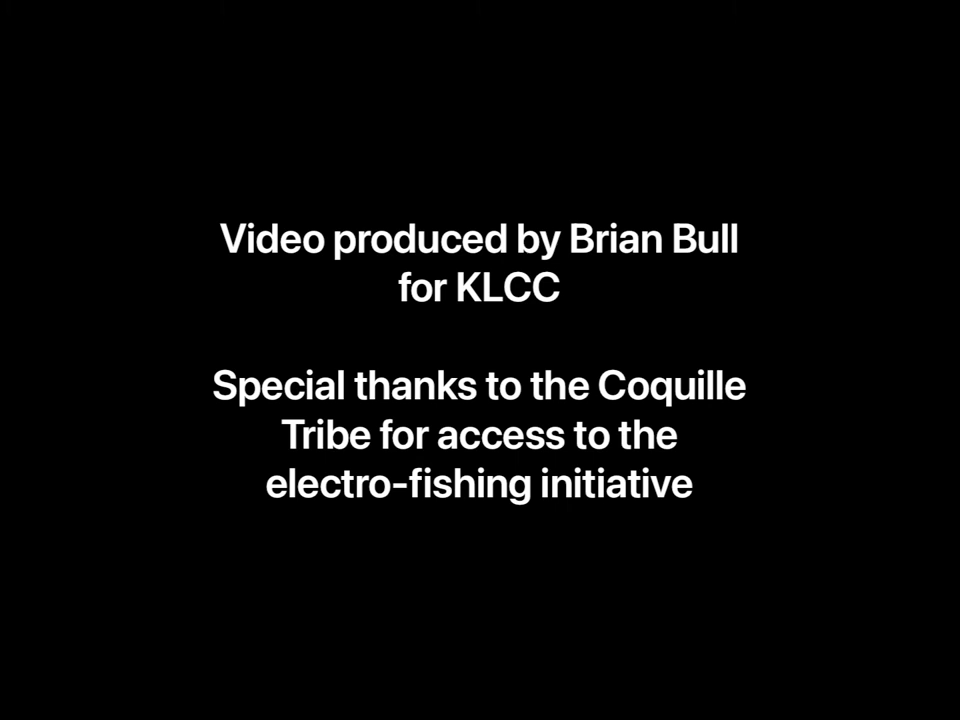 Video produced by Brian Bull
for KLCC
Special thanks to the Coquille
Tribe for access to the
electro-fishing initiative